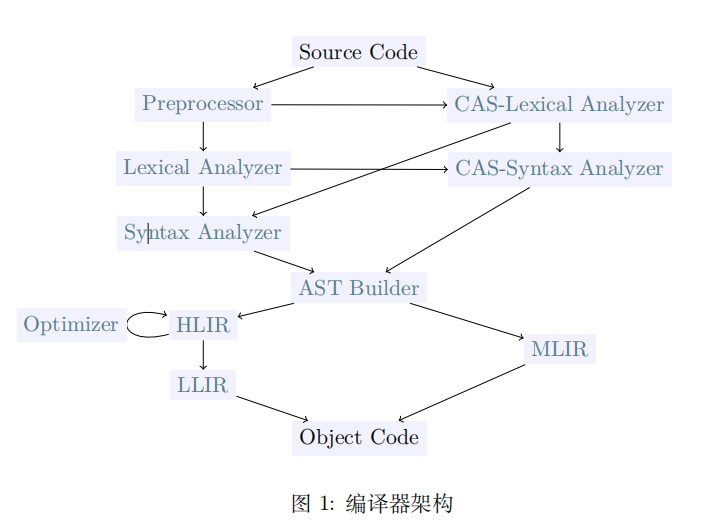 Source Code
Preprocessor
CAS-Lexical Analyzer
Lexical Analyzer
CAS-Syntax Analyzer
Syntax Analyzer
AST Builder
Optimizer
HLIR
MLIR
LLIR
Object Code
图 1: 编译器架构